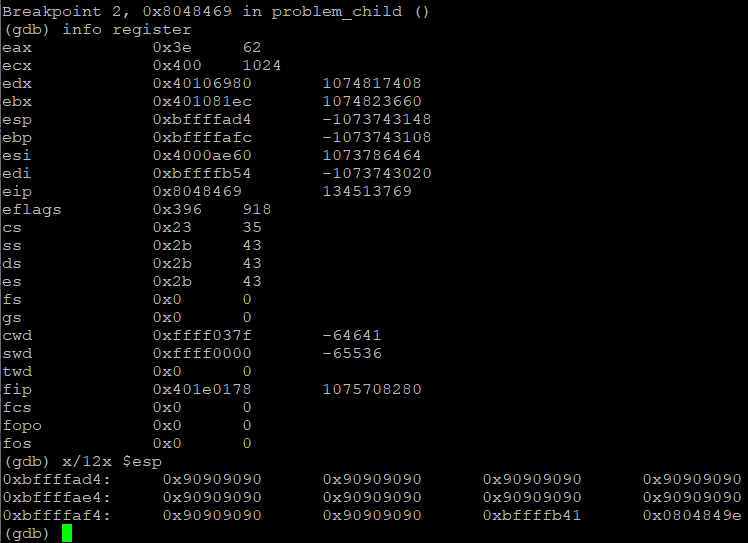 Breakpoint 2, 0x8048469 in problem_child ()
(gdb) info register
eax 0x3e 62
ecx 0x400 1024
edx 0x40106980 1074817408
ebx 0x401081ec 1074823660
esp 0xbffffad4 -1073743148
ebp 0xbffffafc -1073743108
esi 0x4000ae60 1073786464
edi 0xbffffb54 -1073743020
eip 0x8048469 134513769
eflags 0x396 918
cs 0x23 35
ss 0x2b 43
ds 0x2b 43
es 0x2b 43
fs 0x0 0
gs 0x0 0
cwd 0xffff037f -64641
swd 0xffff0000 -65536
twd 0x0 0
fip 0x401e0178 1075708280
fcs 0x0 0
fopo 0x0 0
fos 0x0 0
(gdb) x/12x $esp
0xbffffad4: 0x90909090 0x90909090 0x90909090 0x90909090
0xbffffae4: 0x90909090 0x90909090 0x90909090 0x90909090
0xbffffaf4: 0x90909090 0x90909090 0xbffffb41 0x0804849e
(gdb)